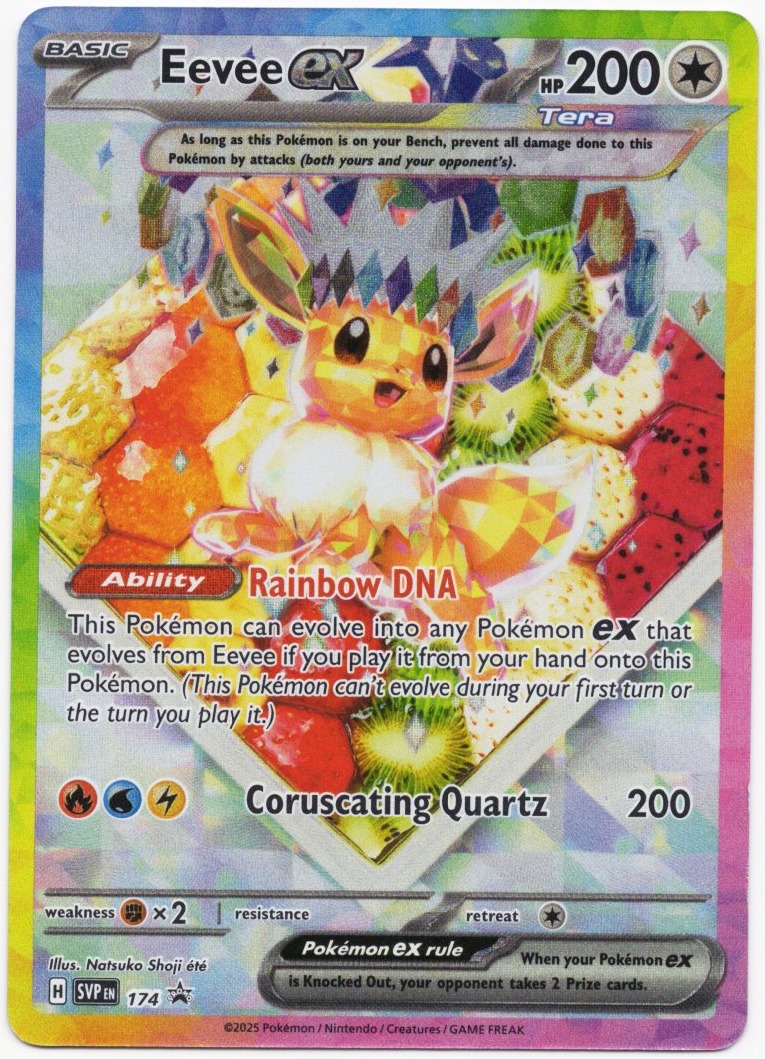 BASIC
Eevee ex
HP 200
Tera
As long as this Pokémon is on your Bench, prevent all damage done to this
Pokémon by attacks (both yours and your opponent's).
Ability Rainbow DNA
This Pokémon can evolve into any Pokémon ex that
evolves from Eevee if you play it from your hand onto this
Pokémon. (This Pokémon can't evolve during your first turn or
the turn you play it.)
Coruscating Quartz 200
weakness ×2 | resistance retreat
Pokémon ex rule
When your Pokémon ex
is Knocked Out, your opponent takes 2 Prize cards.
Illus. Natsuko Shoji été
H SVP EN 174
©2025 Pokémon / Nintendo / Creatures / GAME FREAK